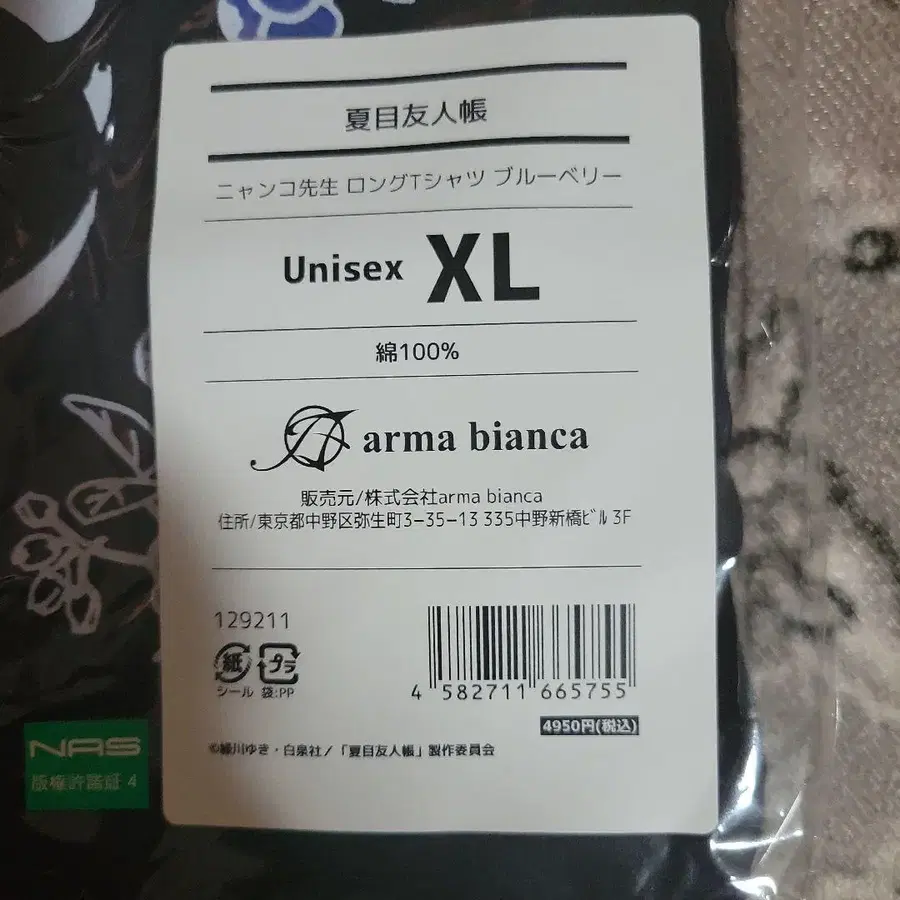 夏目友人帳
ニャンコ先生 ロングTシャツ ブルーベリー
Unisex XL
綿100%
arma bianca
販売元/株式会社arma bianca
住所/東京都中野区弥生町3-35-13 335中野新橋ﾋﾞﾙ 3F
129211
紙 プラ
シール 袋:PP
4 582711 665755
4950円(税込)
©緑川ゆき・白泉社/「夏目友人帳」製作委員会
NAS
版権許諾証 4